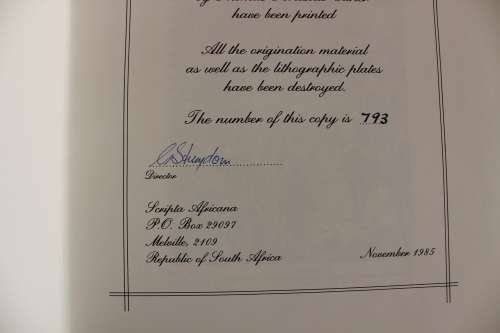 have been printed
All the origination material
as well as the lithographic plates
have been destroyed.
The number of this copy is 793
Director
Scripta Africana
P.O. Box 29097
Melville, 2109
Republic of South Africa
November 1985